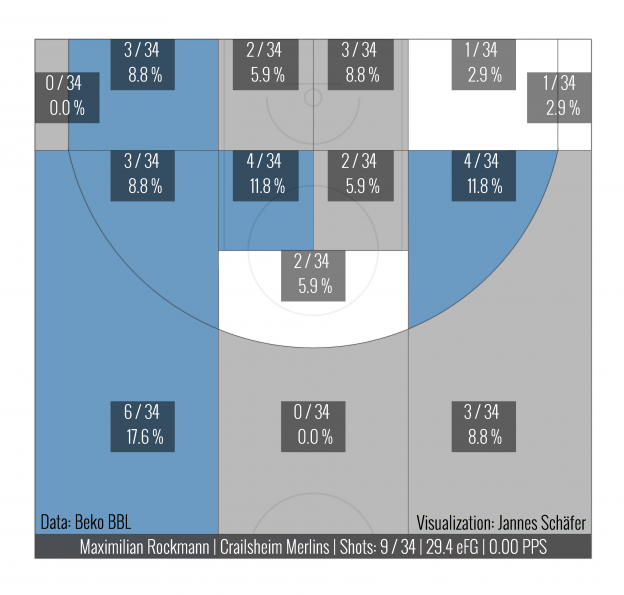 3 / 34
8.8 %
2 / 34
5.9 %
3 / 34
8.8 %
1 / 34
2.9 %
0 / 34
0.0 %
1 / 34
2.9 %
3 / 34
8.8 %
4 / 34
11.8 %
2 / 34
5.9 %
4 / 34
11.8 %
2 / 34
5.9 %
6 / 34
17.6 %
0 / 34
0.0 %
3 / 34
8.8 %
Data: Beko BBL
Visualization: Jannes Schäfer
Maximilian Rockmann | Crailsheim Merlins | Shots: 9 / 34 | 29.4 eFG | 0.00 PPS